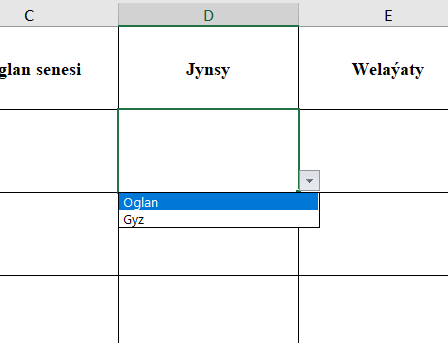 C D E
glan senesi Jynsy Welaýaty
Oglan
Gyz